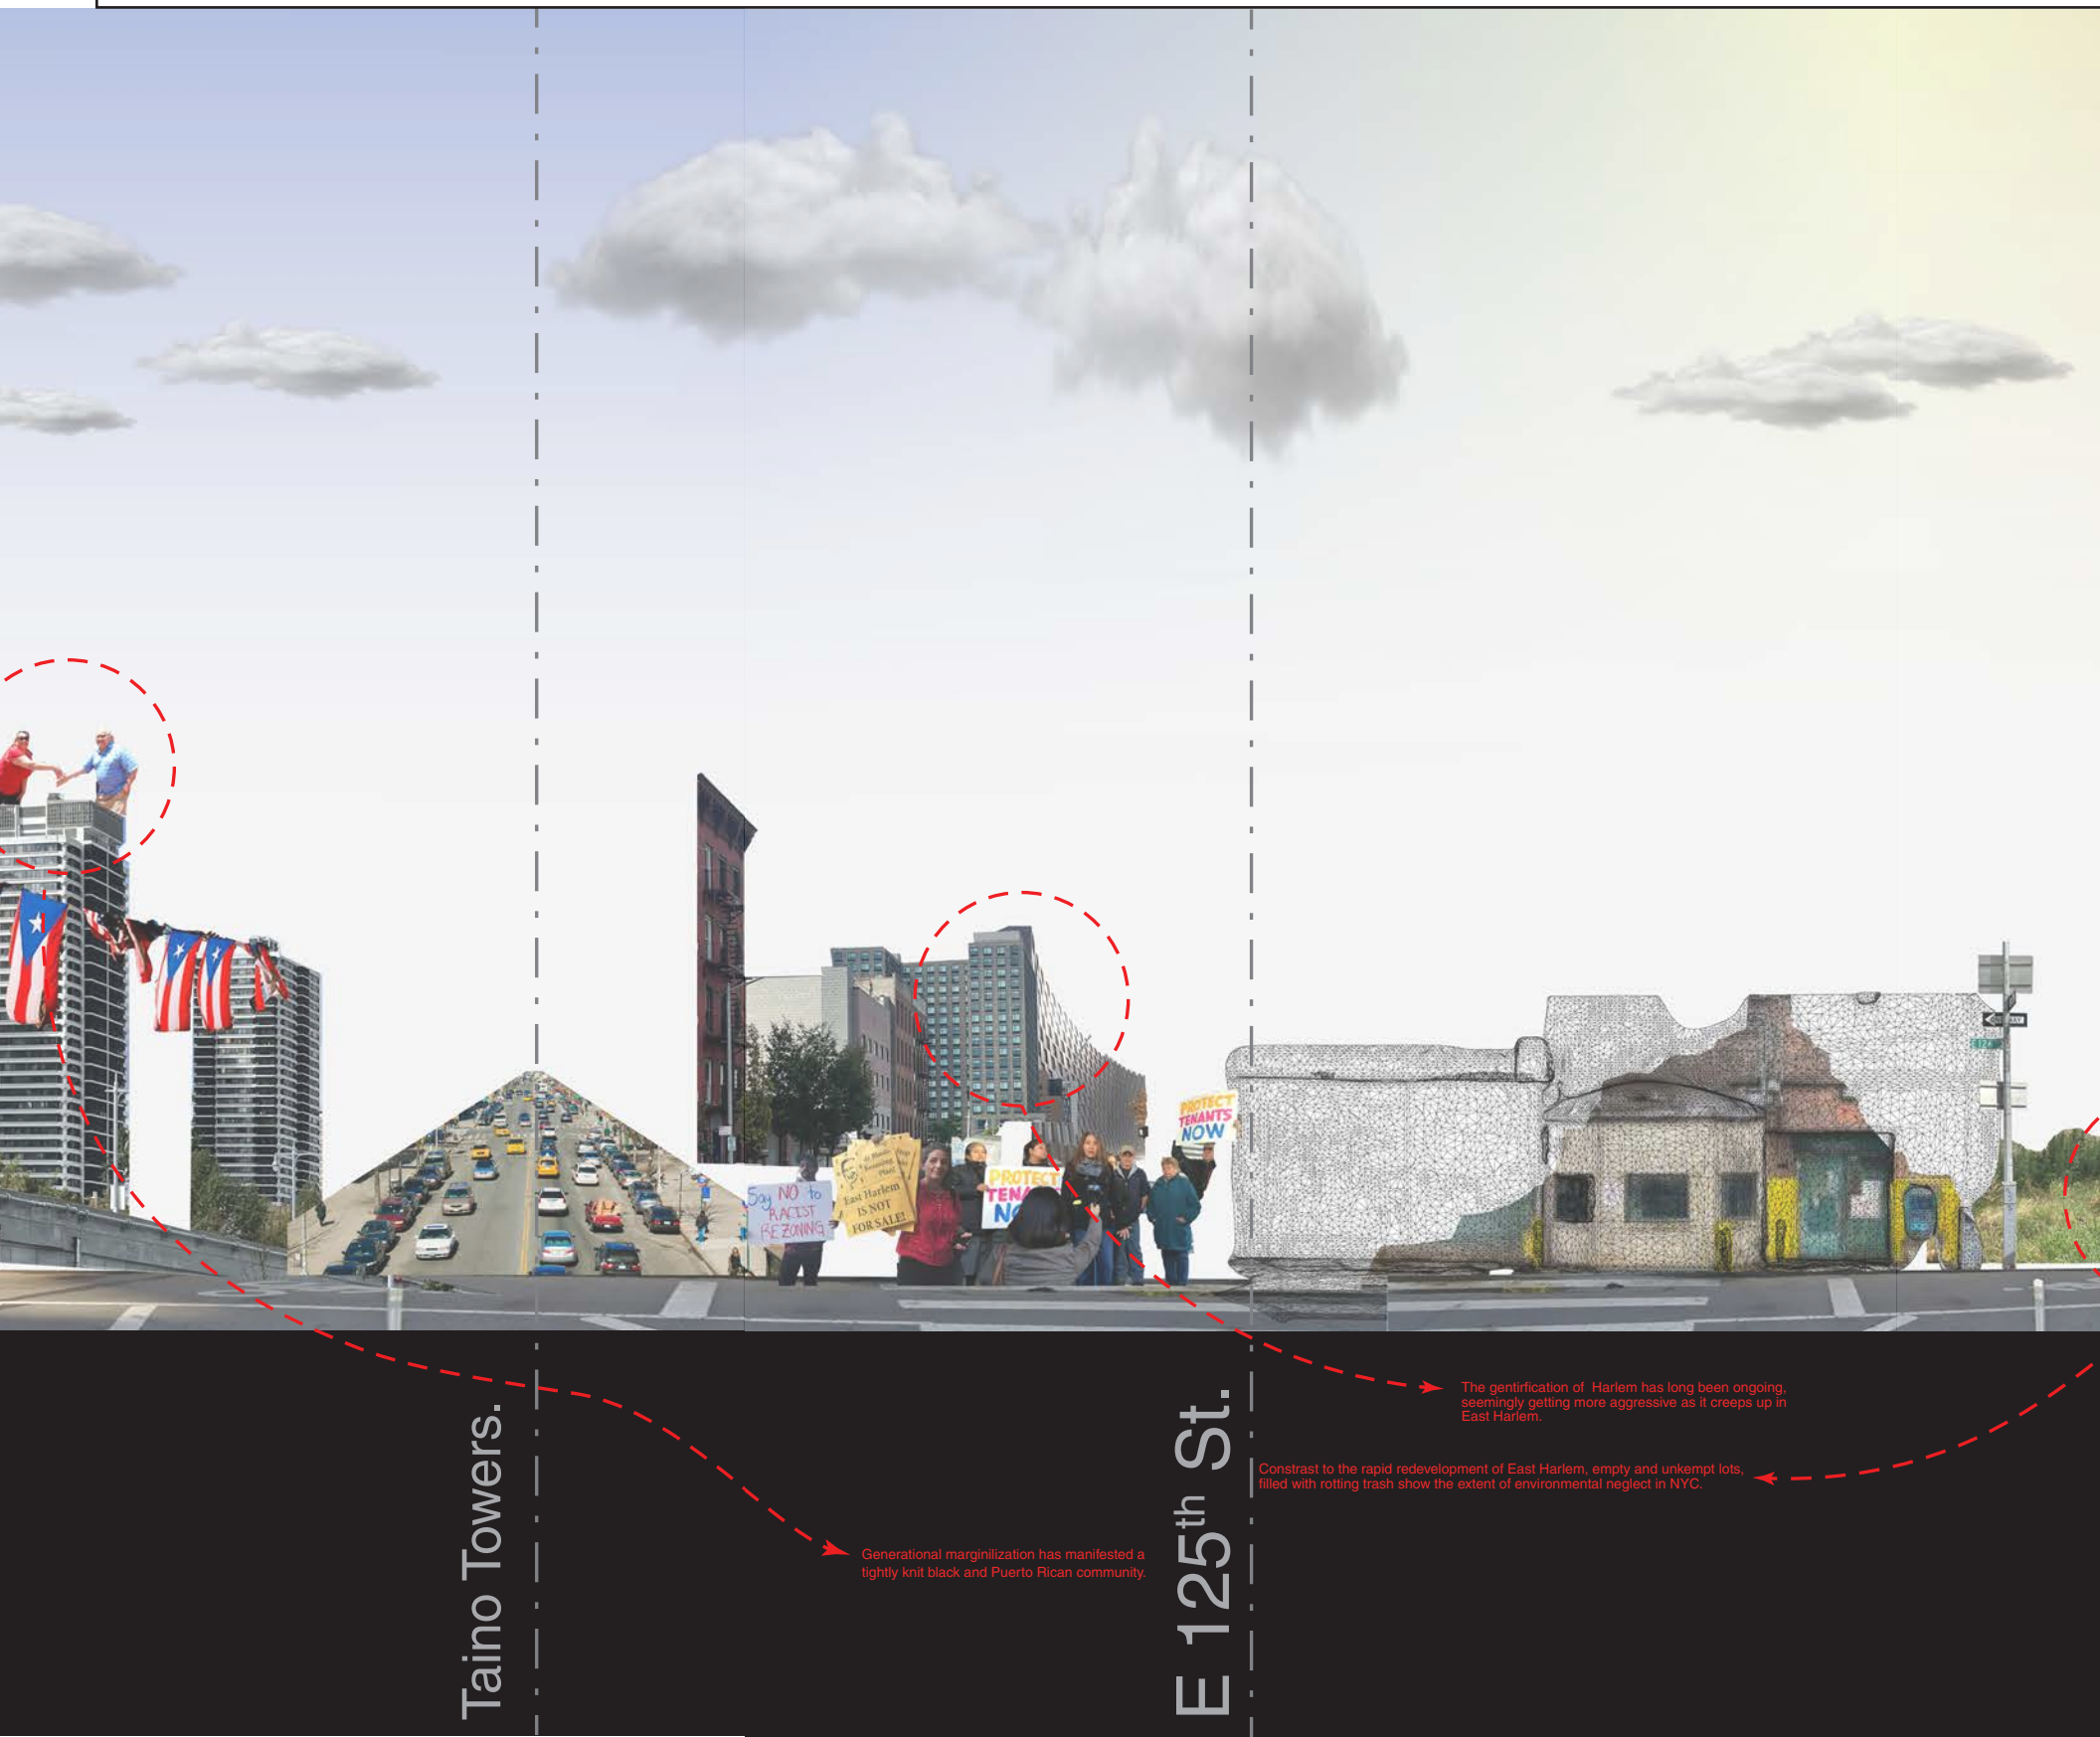 Say NO to
RACIST
REZONING
East Harlem
IS NOT
FOR SALE!
PROTECT
PROTECT
TENANTS
NOW
The gentirfication of Harlem has long been ongoing,
seemingly getting more aggressive as it creeps up in
East Harlem.
Constrast to the rapid redevelopment of East Harlem, empty and unkempt lots,
filled with rotting trash show the extent of environmental neglect in NYC.
Generational marginilization has manifested a
tightly knit black and Puerto Rican community.
Taino Towers.
E 125th St.